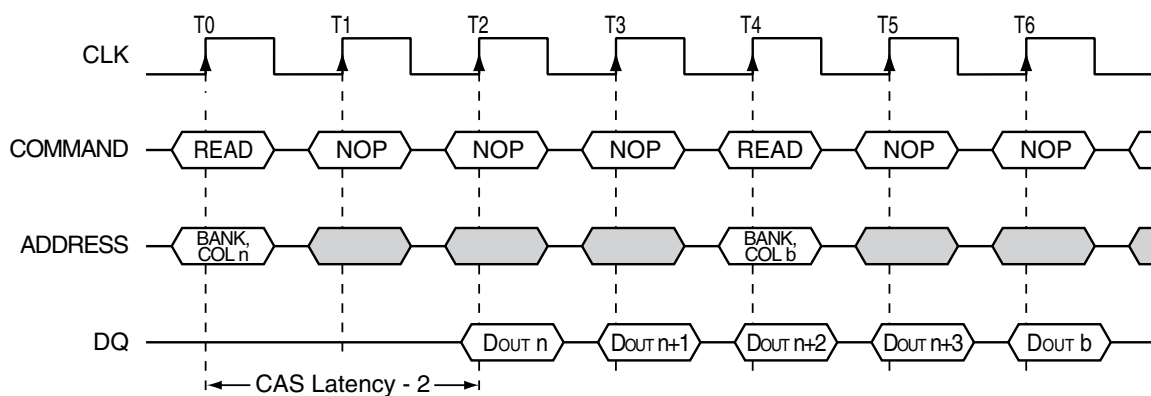 T0 T1 T2 T3 T4 T5 T6
CLK
COMMAND READ NOP NOP NOP READ NOP NOP
ADDRESS BANK, COL n BANK, COL b
DQ DOUT n DOUT n+1 DOUT n+2 DOUT n+3 DOUT b
CAS Latency - 2